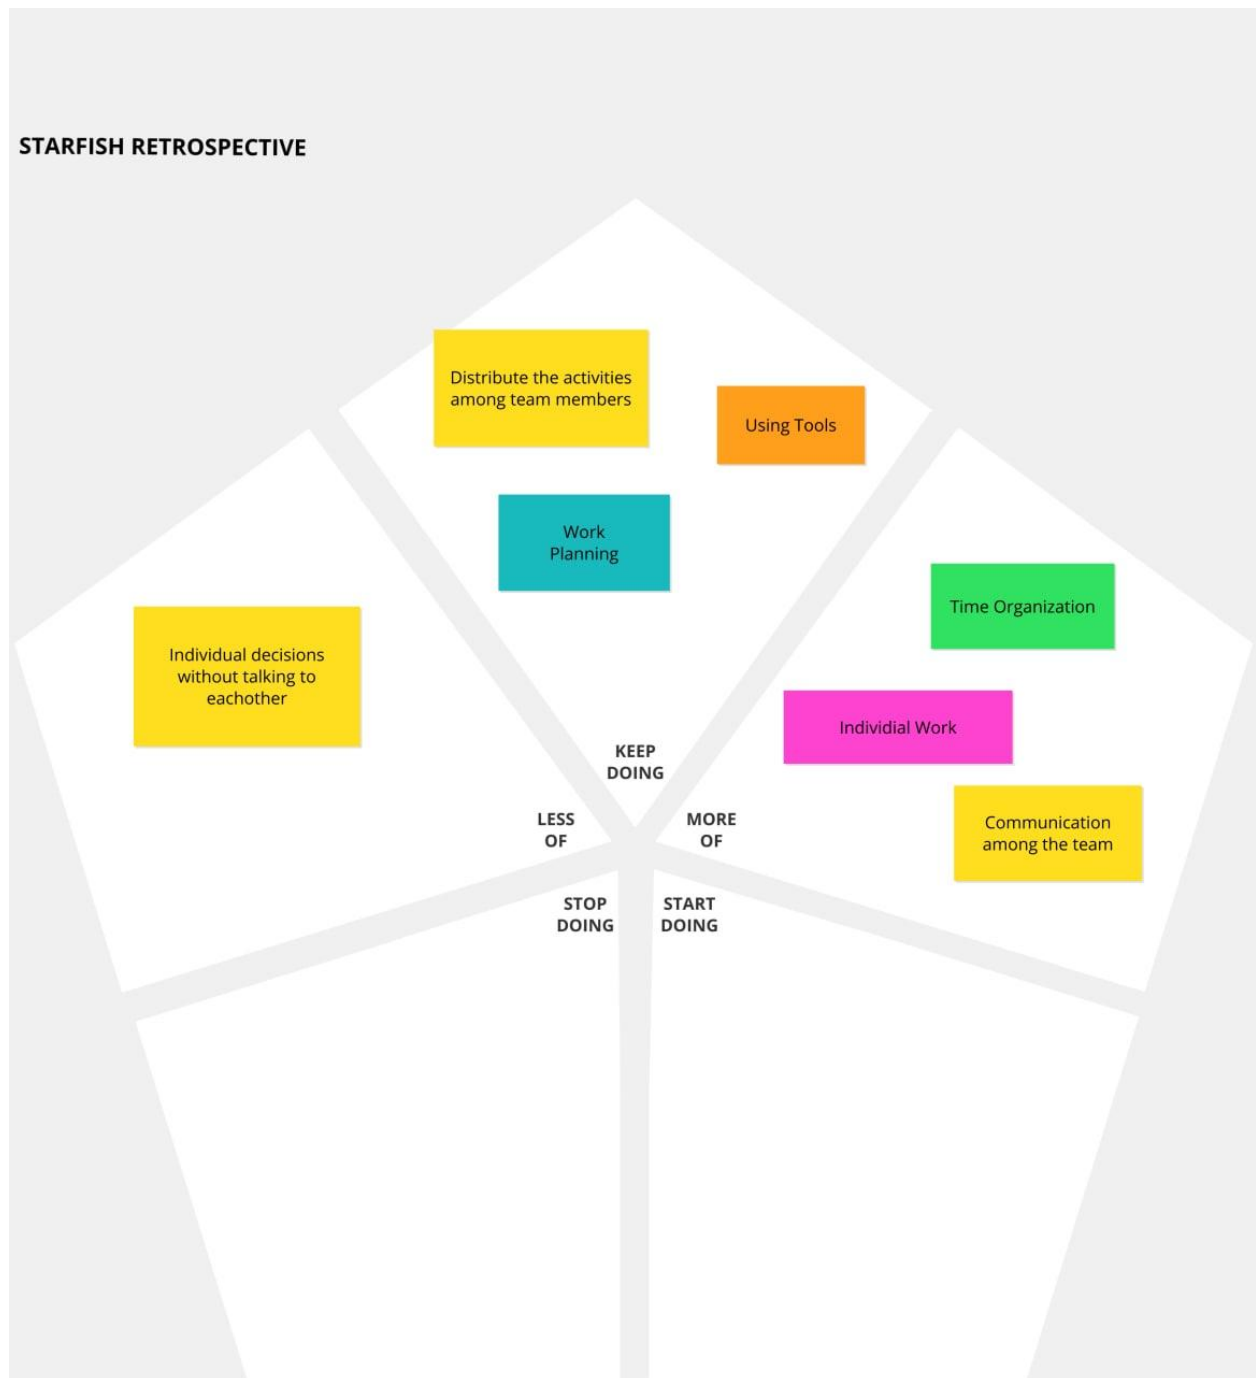 STARFISH RETROSPECTIVE
Distribute the activities
among team members
Using Tools
Work
Planning
Time Organization
Individual decisions
without talking to
eachother
Individial Work
KEEP
DOING
LESS
OF
MORE
OF
Communication
among the team
STOP
DOING
START
DOING